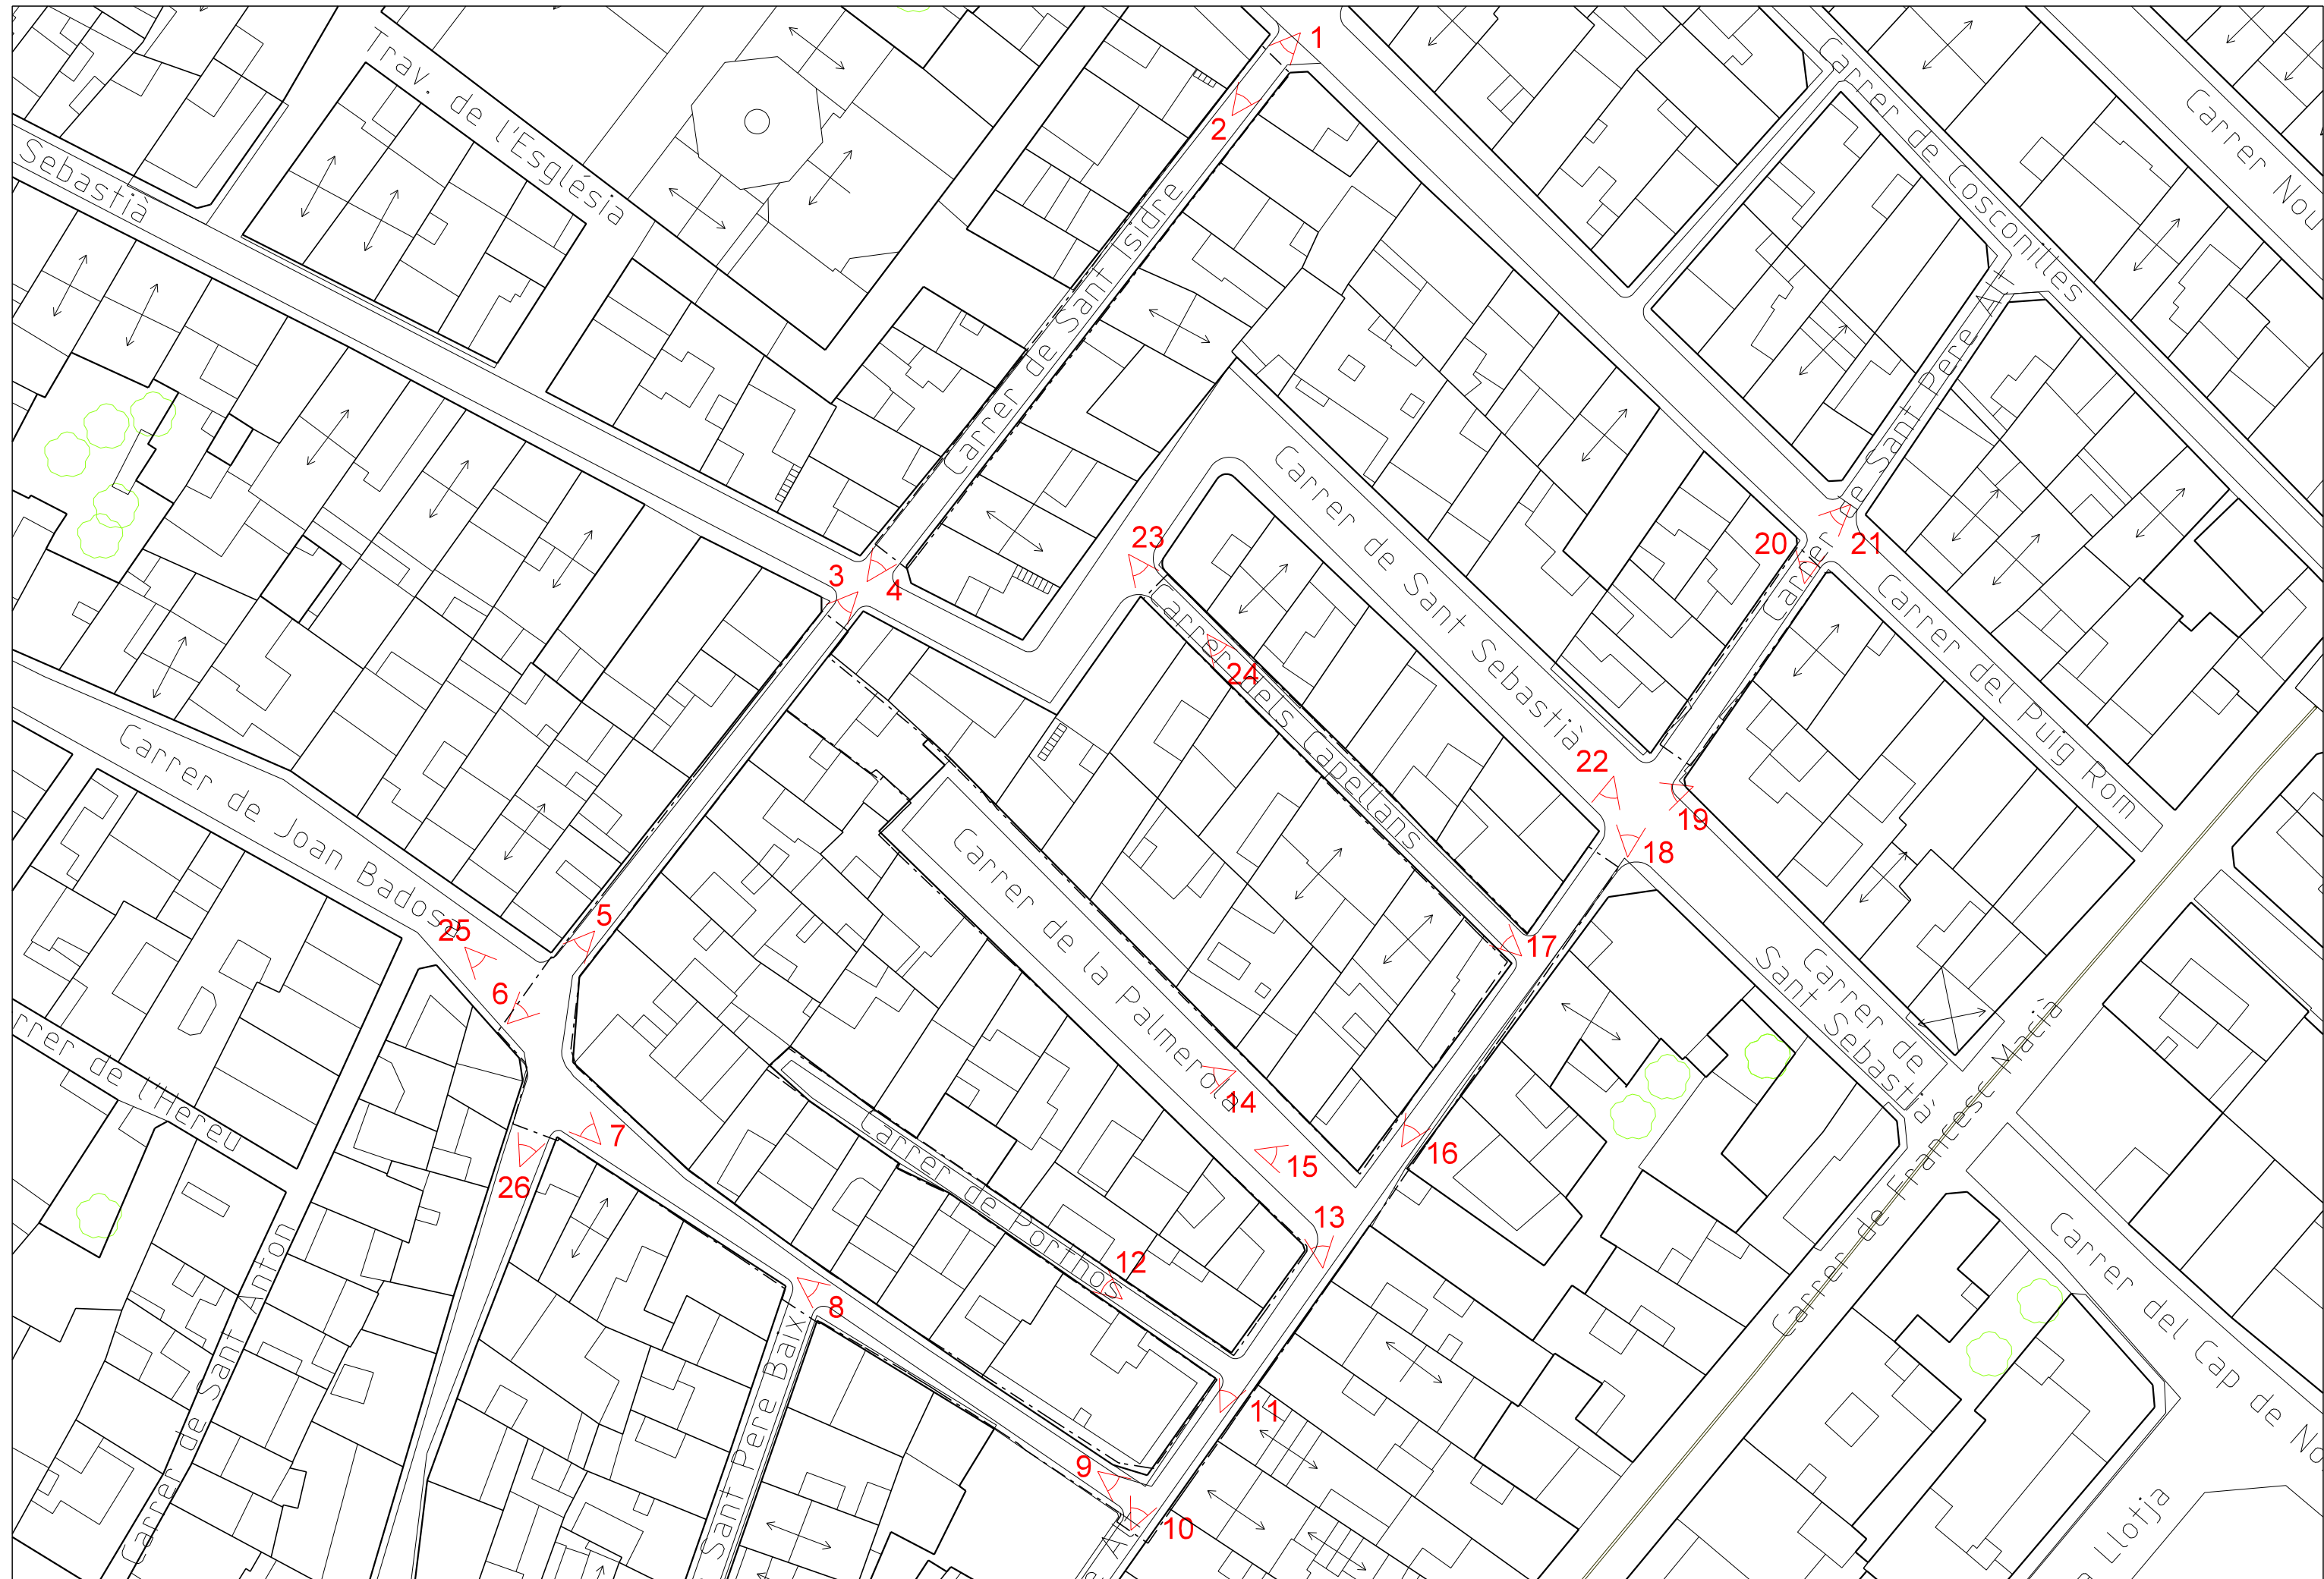 1
2
Trav. de l'Església
Carrer de Cosconilles
Carrer Nou
Sebastià
Carrer de Sant Isidre
Carrer de Sant Pere Alt
3
4
23
24
Carrer de Sant Sebastià
20
21
Carrer del Puig Rom
Carrer dels Capellans
22
19
18
17
Carrer de Joan Badosa
25
5
6
Carrer de la Palmerola
Carrer de
Sant Sebastià
Carrer de Francesc Macià
rrer de l'Hereu
7
26
14
15
16
13
Carrer de Porthos
12
8
Carrer de Sant Anton
Sant Pere Baix
11
9
10
Carrer del Cap de No
Llotja